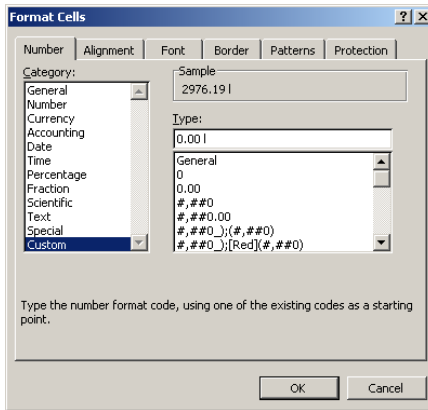 Format Cells
Number Alignment Font Border Patterns Protection
Category:
General
Number
Currency
Accounting
Date
Time
Percentage
Fraction
Scientific
Text
Special
Custom
Sample
2976.19 l
Type:
0.00 l
General
0
0.00
#,##0
#,##0.00
#,##0_);(#,##0)
#,##0_);[Red](#,##0)
Type the number format code, using one of the existing codes as a starting
point.
OK Cancel